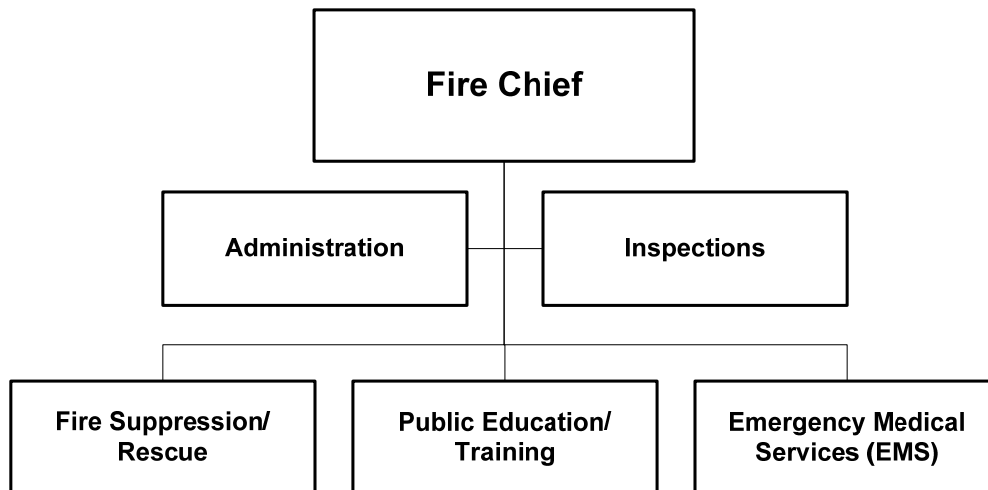 Fire Chief
Administration
Inspections
Fire Suppression/
Rescue
Public Education/
Training
Emergency Medical
Services (EMS)